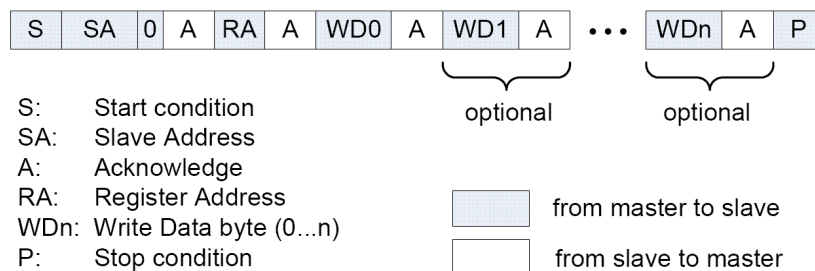 S SA 0 A RA A WD0 A WD1 A ••• WDn A P
optional optional
S: Start condition
SA: Slave Address
A: Acknowledge
RA: Register Address
WDn: Write Data byte (0...n)
P: Stop condition
from master to slave
from slave to master